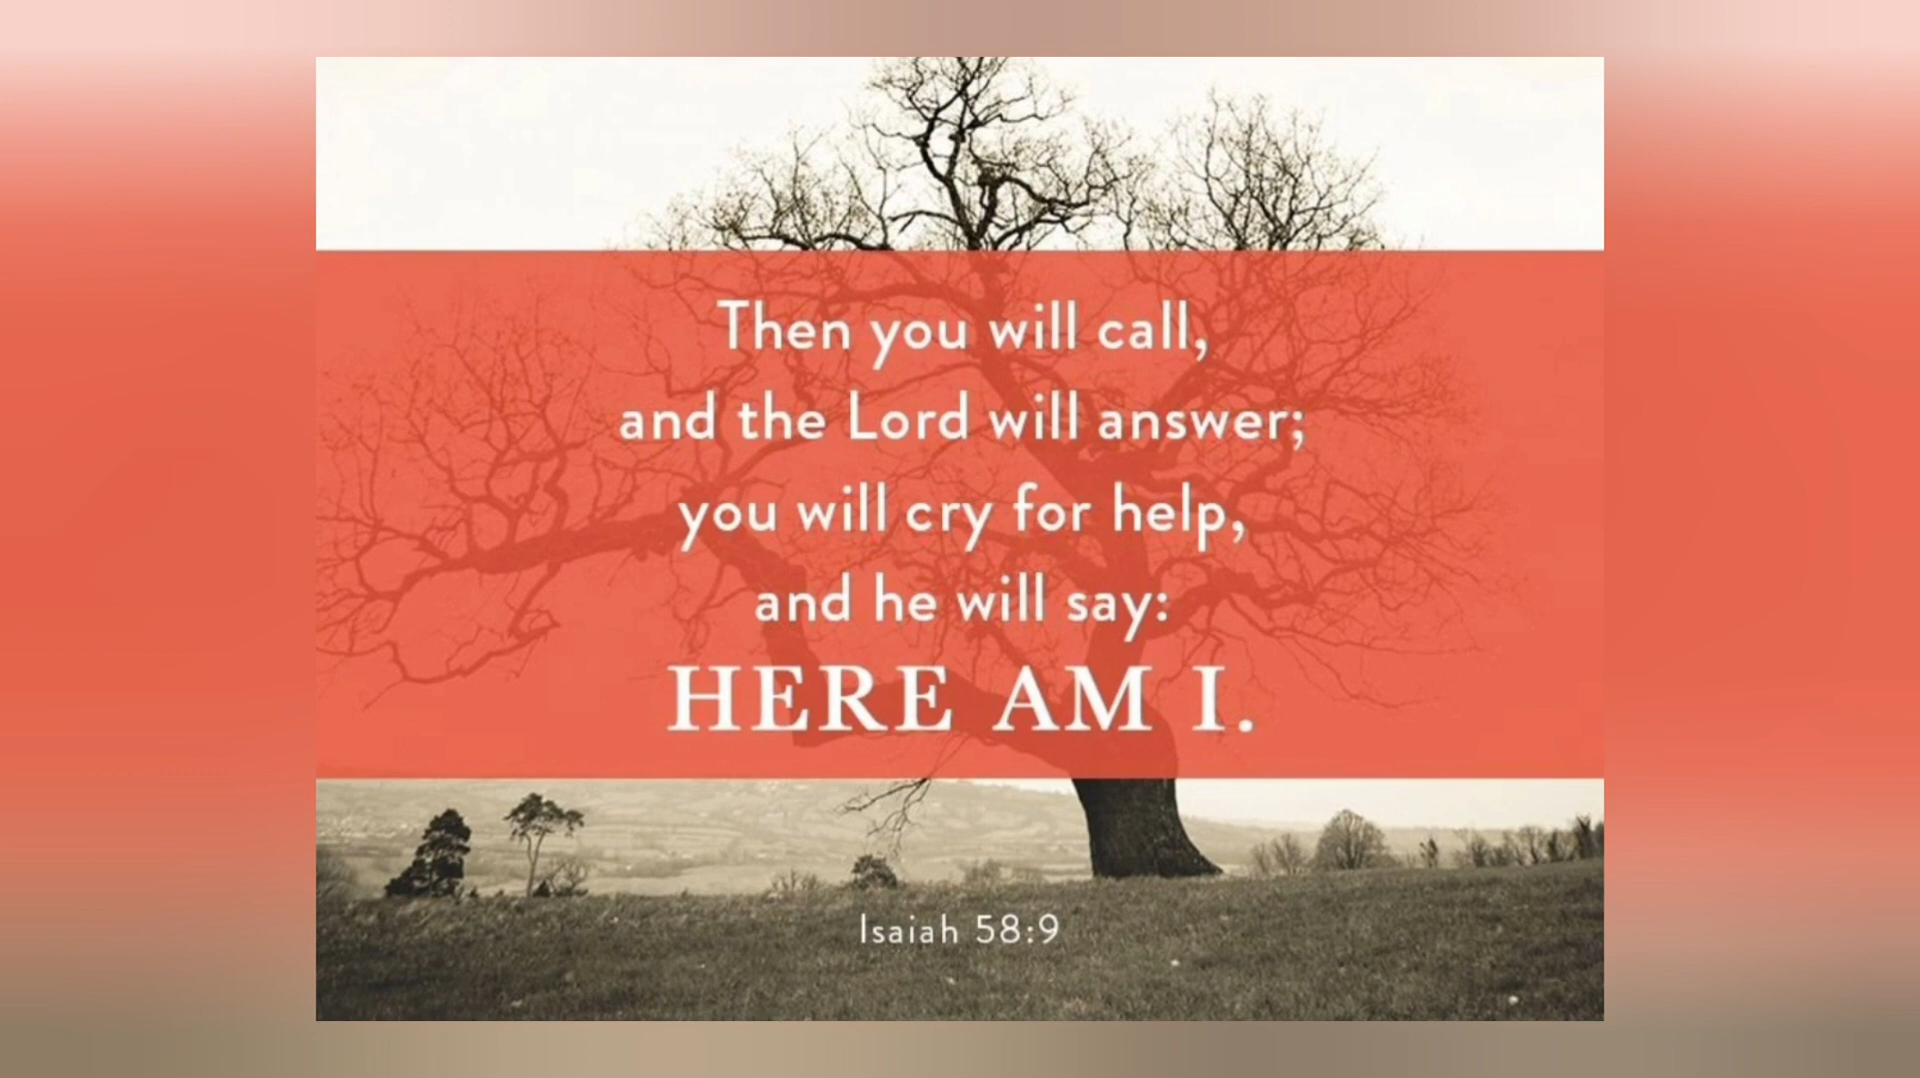 Then you will call,
and the Lord will answer;
you will cry for help,
and he will say:
HERE AM I.
Isaiah 58:9